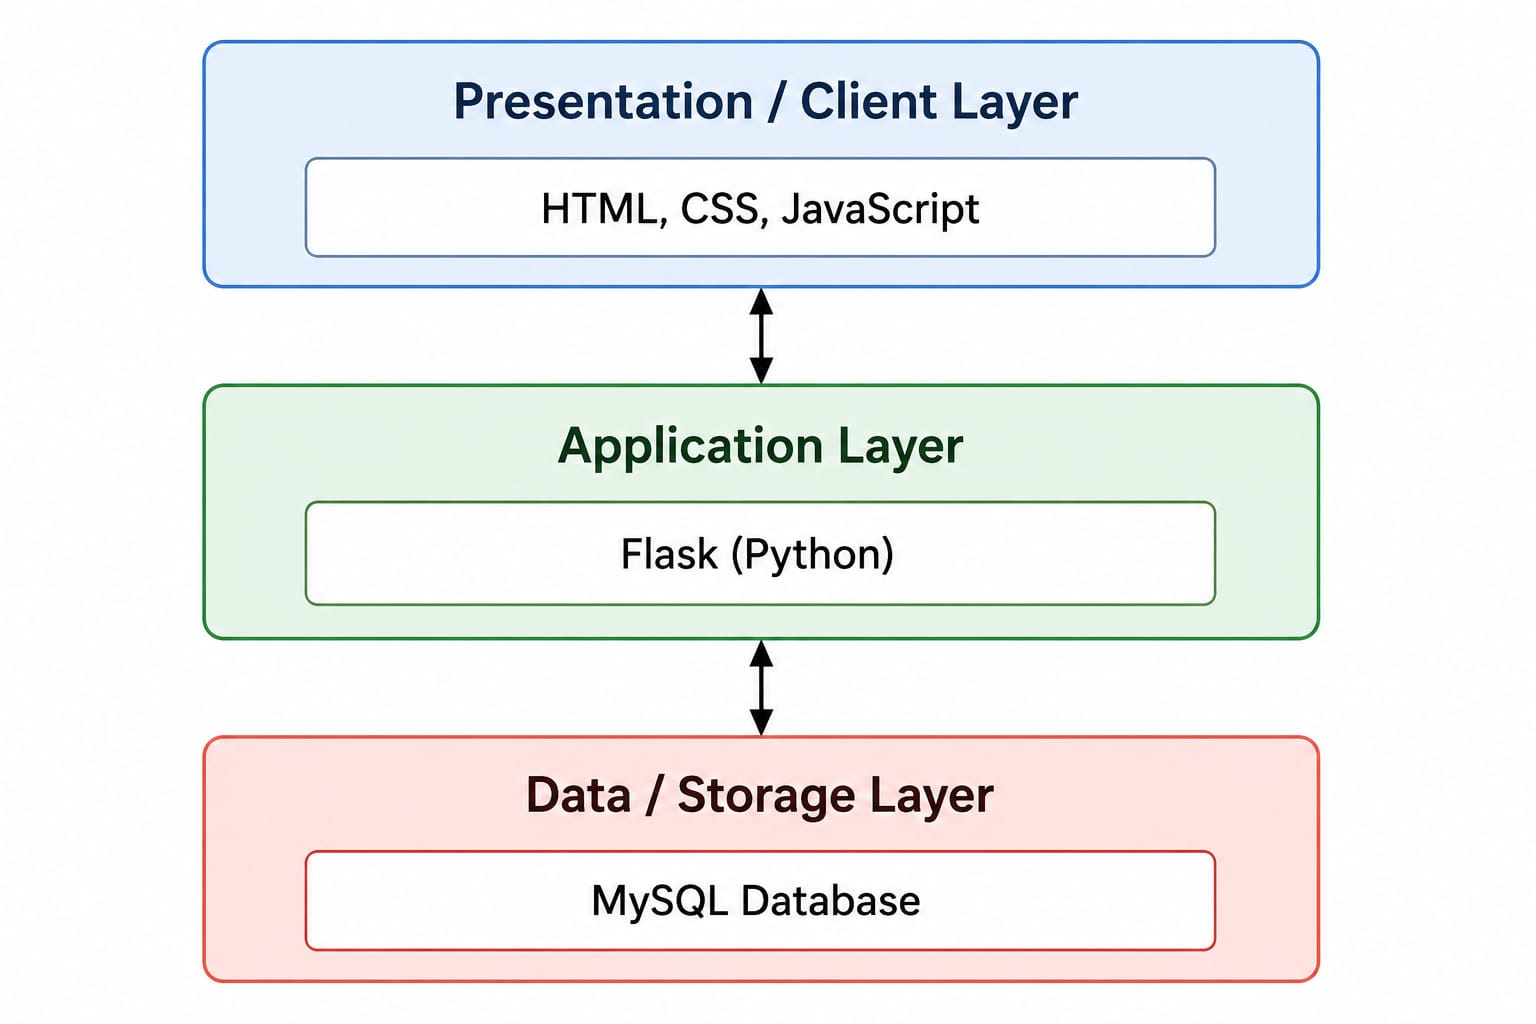 Presentation / Client Layer
HTML, CSS, JavaScript
Application Layer
Flask (Python)
Data / Storage Layer
MySQL Database